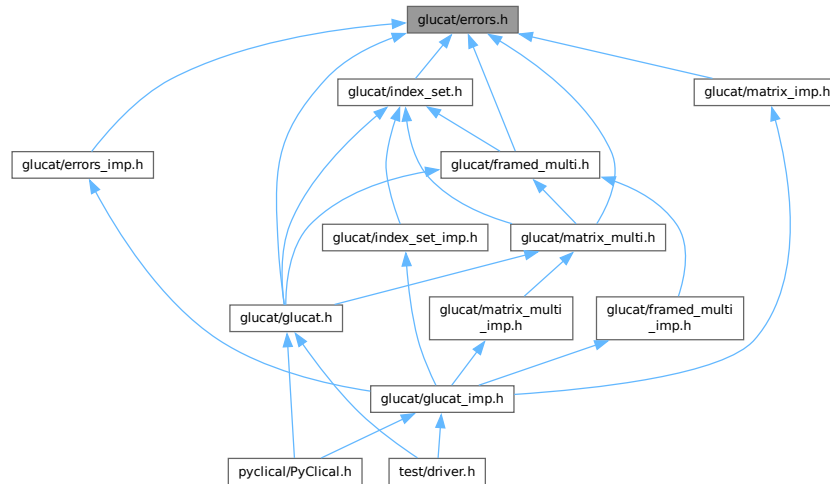 glucat/errors.h
glucat/index_set.h
glucat/matrix_imp.h
glucat/errors_imp.h
glucat/framed_multi.h
glucat/index_set_imp.h
glucat/matrix_multi.h
glucat/glucat.h
glucat/matrix_multi
_imp.h
glucat/framed_multi
_imp.h
glucat/glucat_imp.h
pyclical/PyClical.h
test/driver.h